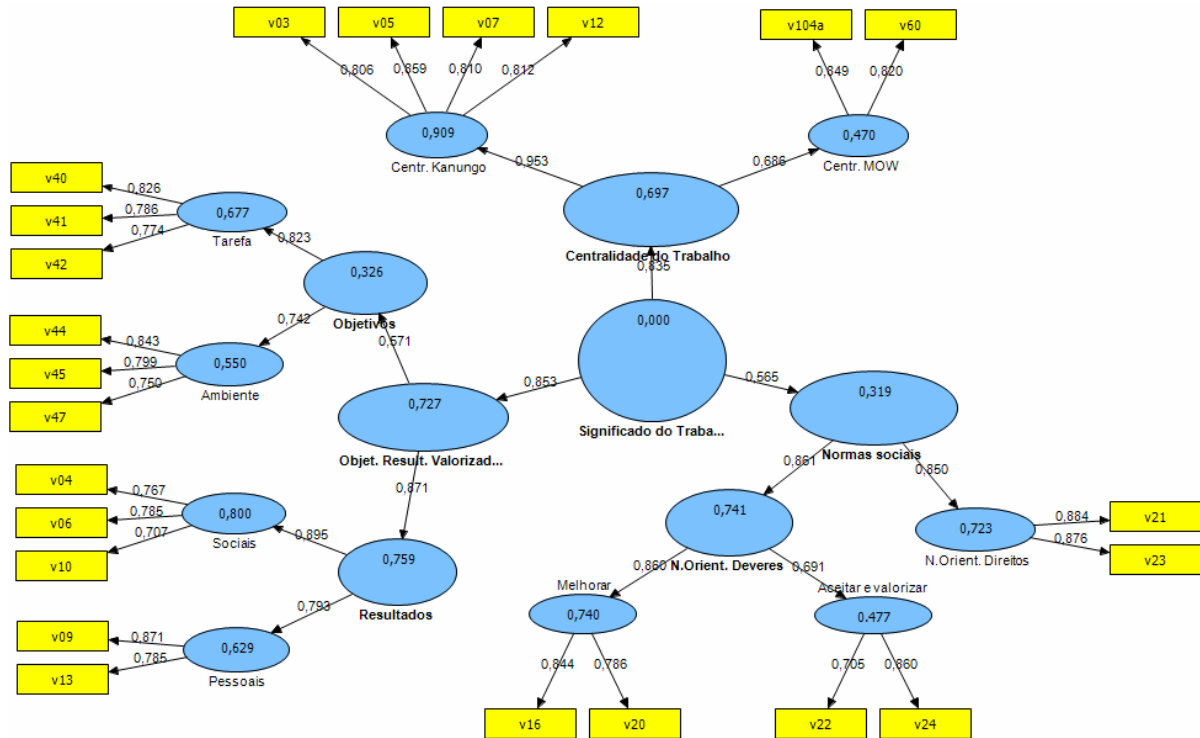 v03
v05
v07
v12
v104a
v60
0,806
0,859
0,810
0,812
0,849
0,820
0,909
Centr. Kanungo
0,470
Centr. MOW
0,953
0,686
0,697
Centralidade do Trabalho
0,835
v40
v41
v42
0,826
0,786
0,774
0,677
Tarefa
0,823
0,326
Objetivos
0,742
0,571
v44
v45
v47
0,843
0,799
0,750
0,550
Ambiente
0,000
Significado do Traba...
0,853
0,565
0,727
Objet. Result. Valorizad...
0,319
Normas sociais
0,871
0,861
0,850
v04
v06
v10
0,767
0,785
0,707
0,800
Sociais
0,895
0,759
Resultados
0,793
v09
v13
0,871
0,785
0,629
Pessoais
0,741
N.Orient. Deveres
0,723
N.Orient. Direitos
0,884
0,876
v21
v23
0,860
0,691
Melhorar
0,740
Aceitar e valorizar
0.477
0,844
0,786
0,705
0,860
v16
v20
v22
v24